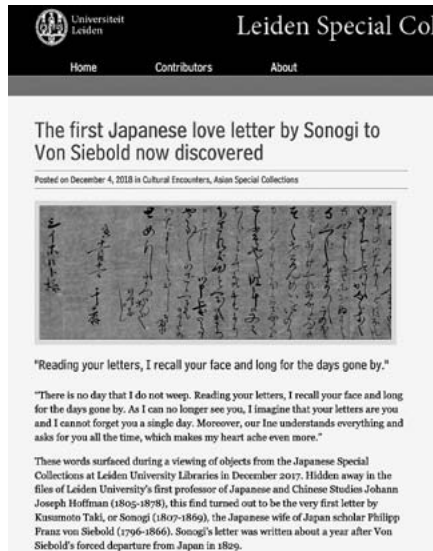 Universiteit
Leiden
Leiden Special Col
Home Contributors About
The first Japanese love letter by Sonogi to
Von Siebold now discovered
Posted on December 4, 2018 in Cultural Encounters, Asian Special Collections
"Reading your letters, I recall your face and long for the days gone by."
"There is no day that I do not weep. Reading your letters, I recall your face and long
for the days gone by. As I can no longer see you, I imagine that your letters are you
and I cannot forget you a single day. Moreover, our Ine understands everything and
asks for you all the time, which makes my heart ache even more."
These words surfaced during a viewing of objects from the Japanese Special
Collections at Leiden University Libraries in December 2017. Hidden away in the
files of Leiden University's first professor of Japanese and Chinese Studies Johann
Joseph Hoffman (1805-1878), this find turned out to be the very first letter by
Kusumoto Taki, or Sonogi (1807-1869), the Japanese wife of Japan scholar Philipp
Franz von Siebold (1796-1866). Sonogi's letter was written about a year after Von
Siebold's forced departure from Japan in 1829.